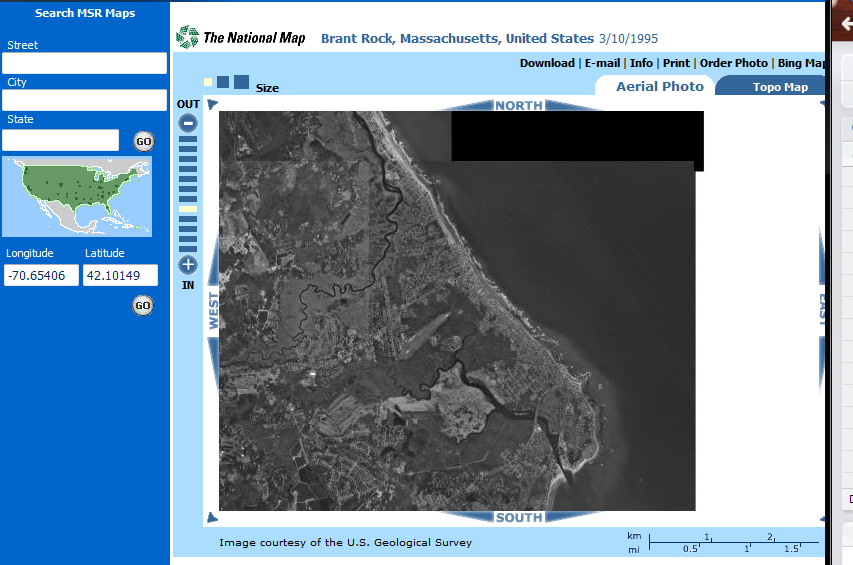 Search MSR Maps
Street
City
State
GO
Longitude Latitude
-70.65406 42.10149
GO
The National Map Brant Rock, Massachusetts, United States 3/10/1995
Download | E-mail | Info | Print | Order Photo | Bing Map
Size
Aerial Photo Topo Map
OUT
NORTH
WEST
EAST
IN
SOUTH
Image courtesy of the U.S. Geological Survey
km 1 2
mi 0.5 1 1.5